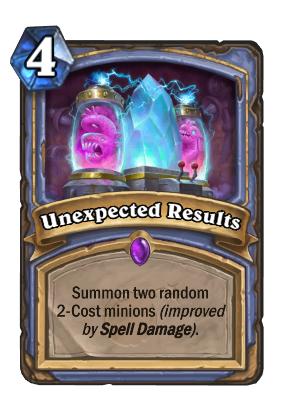 4
Unexpected Results
Summon two random
2-Cost minions (improved
by Spell Damage).